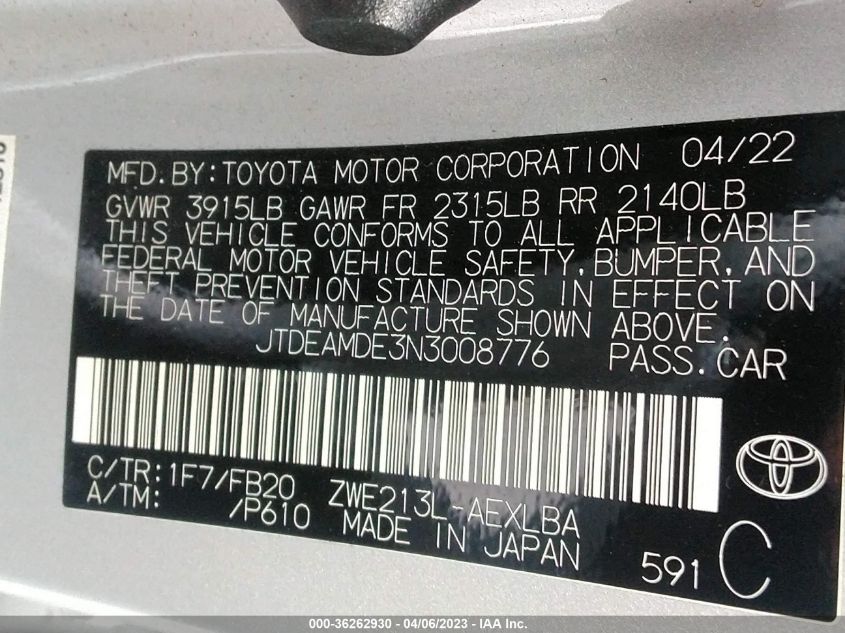 MFD.BY:TOYOTA MOTOR CORPORATION 04/22
GVWR 3915LB GAWR FR 2315LB RR 2140LB
THIS VEHICLE CONFORMS TO ALL APPLICABLE
FEDERAL MOTOR VEHICLE SAFETY,BUMPER,AND
THEFT PREVENTION STANDARDS IN EFFECT ON
THE DATE OF MANUFACTURE SHOWN ABOVE.
JTDEAMDE3N3008776 PASS.CAR
C/TR:1F7/FB20 ZWE213L-AEXLBA
A/TM: /P610 MADE IN JAPAN
591 C
000-36262930 - 04/06/2023 - IAA Inc.